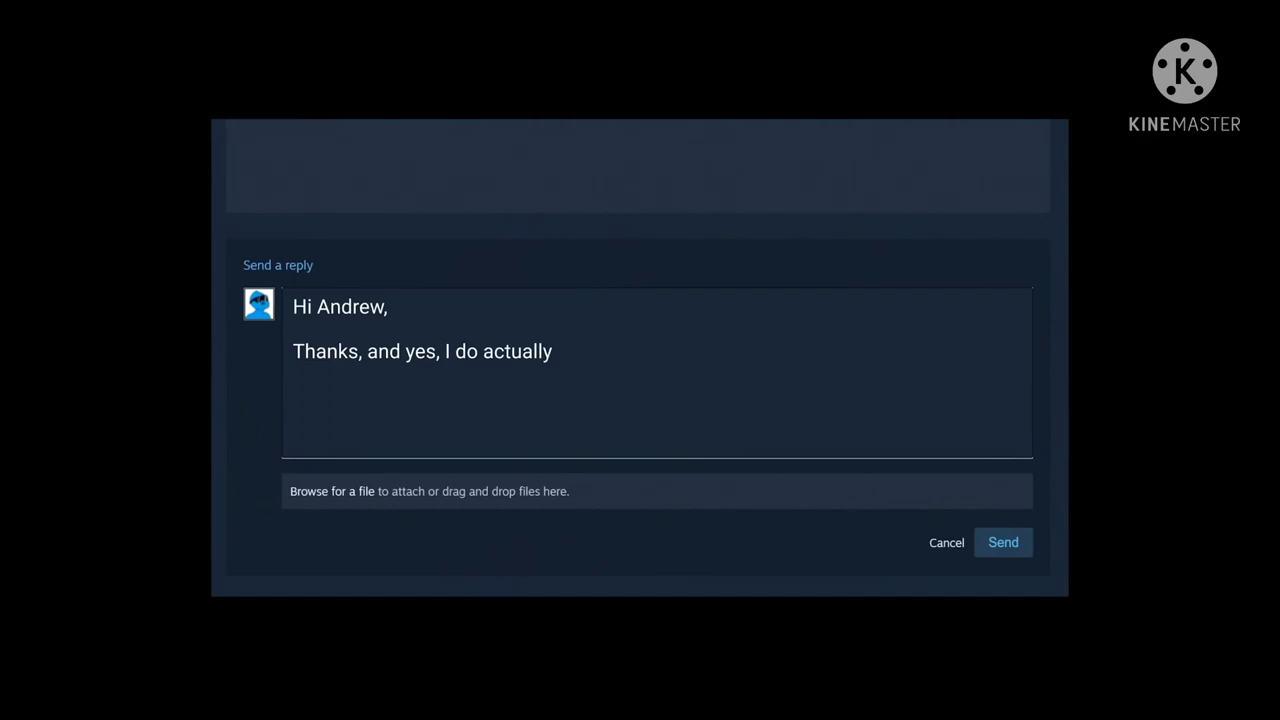 K
KINEMASTER
Send a reply
Hi Andrew,
Thanks, and yes, I do actually
Browse for a file to attach or drag and drop files here.
Cancel Send